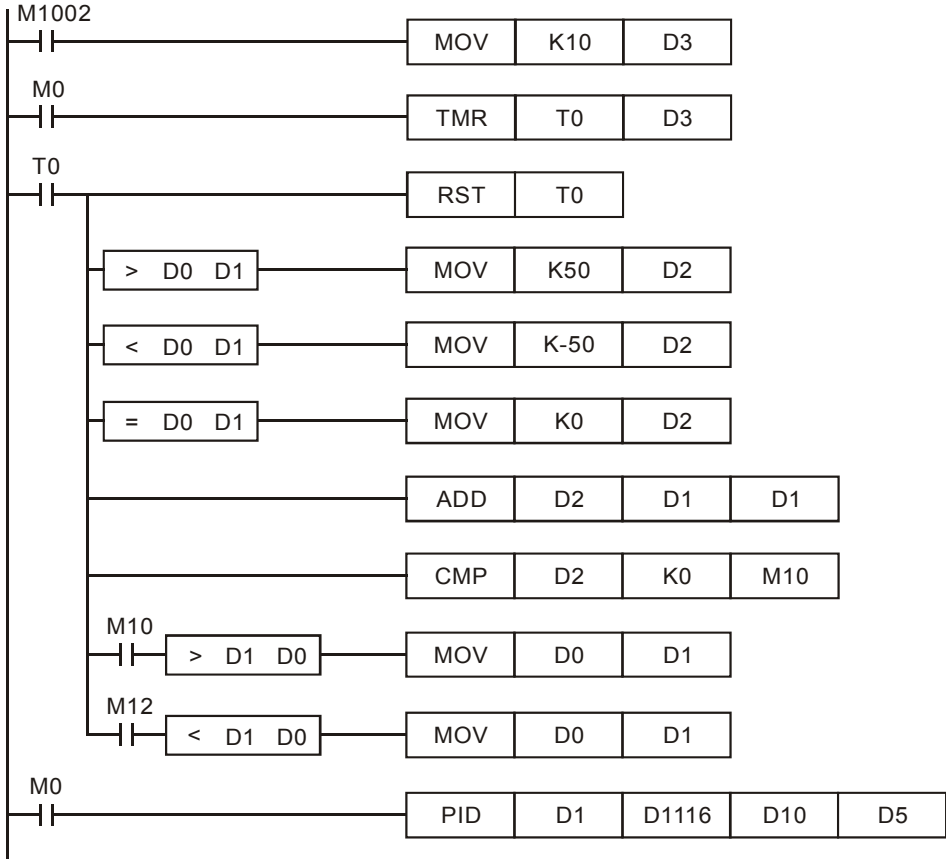 M1002
MOV K10 D3
M0
TMR T0 D3
T0
RST T0
> D0 D1 MOV K50 D2
< D0 D1 MOV K-50 D2
= D0 D1 MOV K0 D2
ADD D2 D1 D1
CMP D2 K0 M10
M10
> D1 D0 MOV D0 D1
M12
< D1 D0 MOV D0 D1
M0
PID D1 D1116 D10 D5